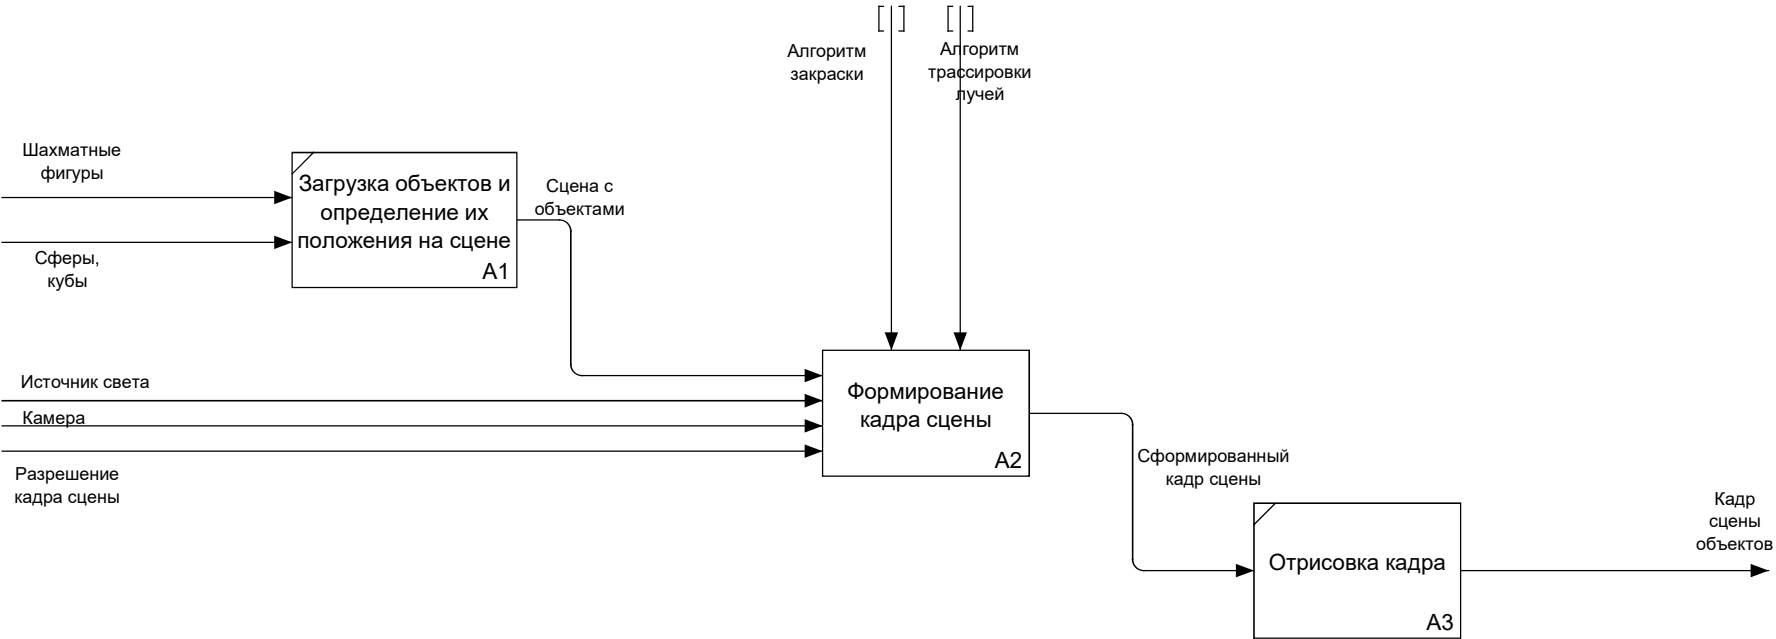 [ ]
[ ]
Алгоритм
закраски
Алгоритм
трассировки
лучей
Шахматные
фигуры
Сферы,
кубы
Загрузка объектов и
определение их
положения на сцене
A1
Сцена с
объектами
Источник света
Камера
Разрешение
кадра сцены
Формирование
кадра сцены
A2
Сформированный
кадр сцены
Отрисовка кадра
A3
Кадр
сцены
объектов